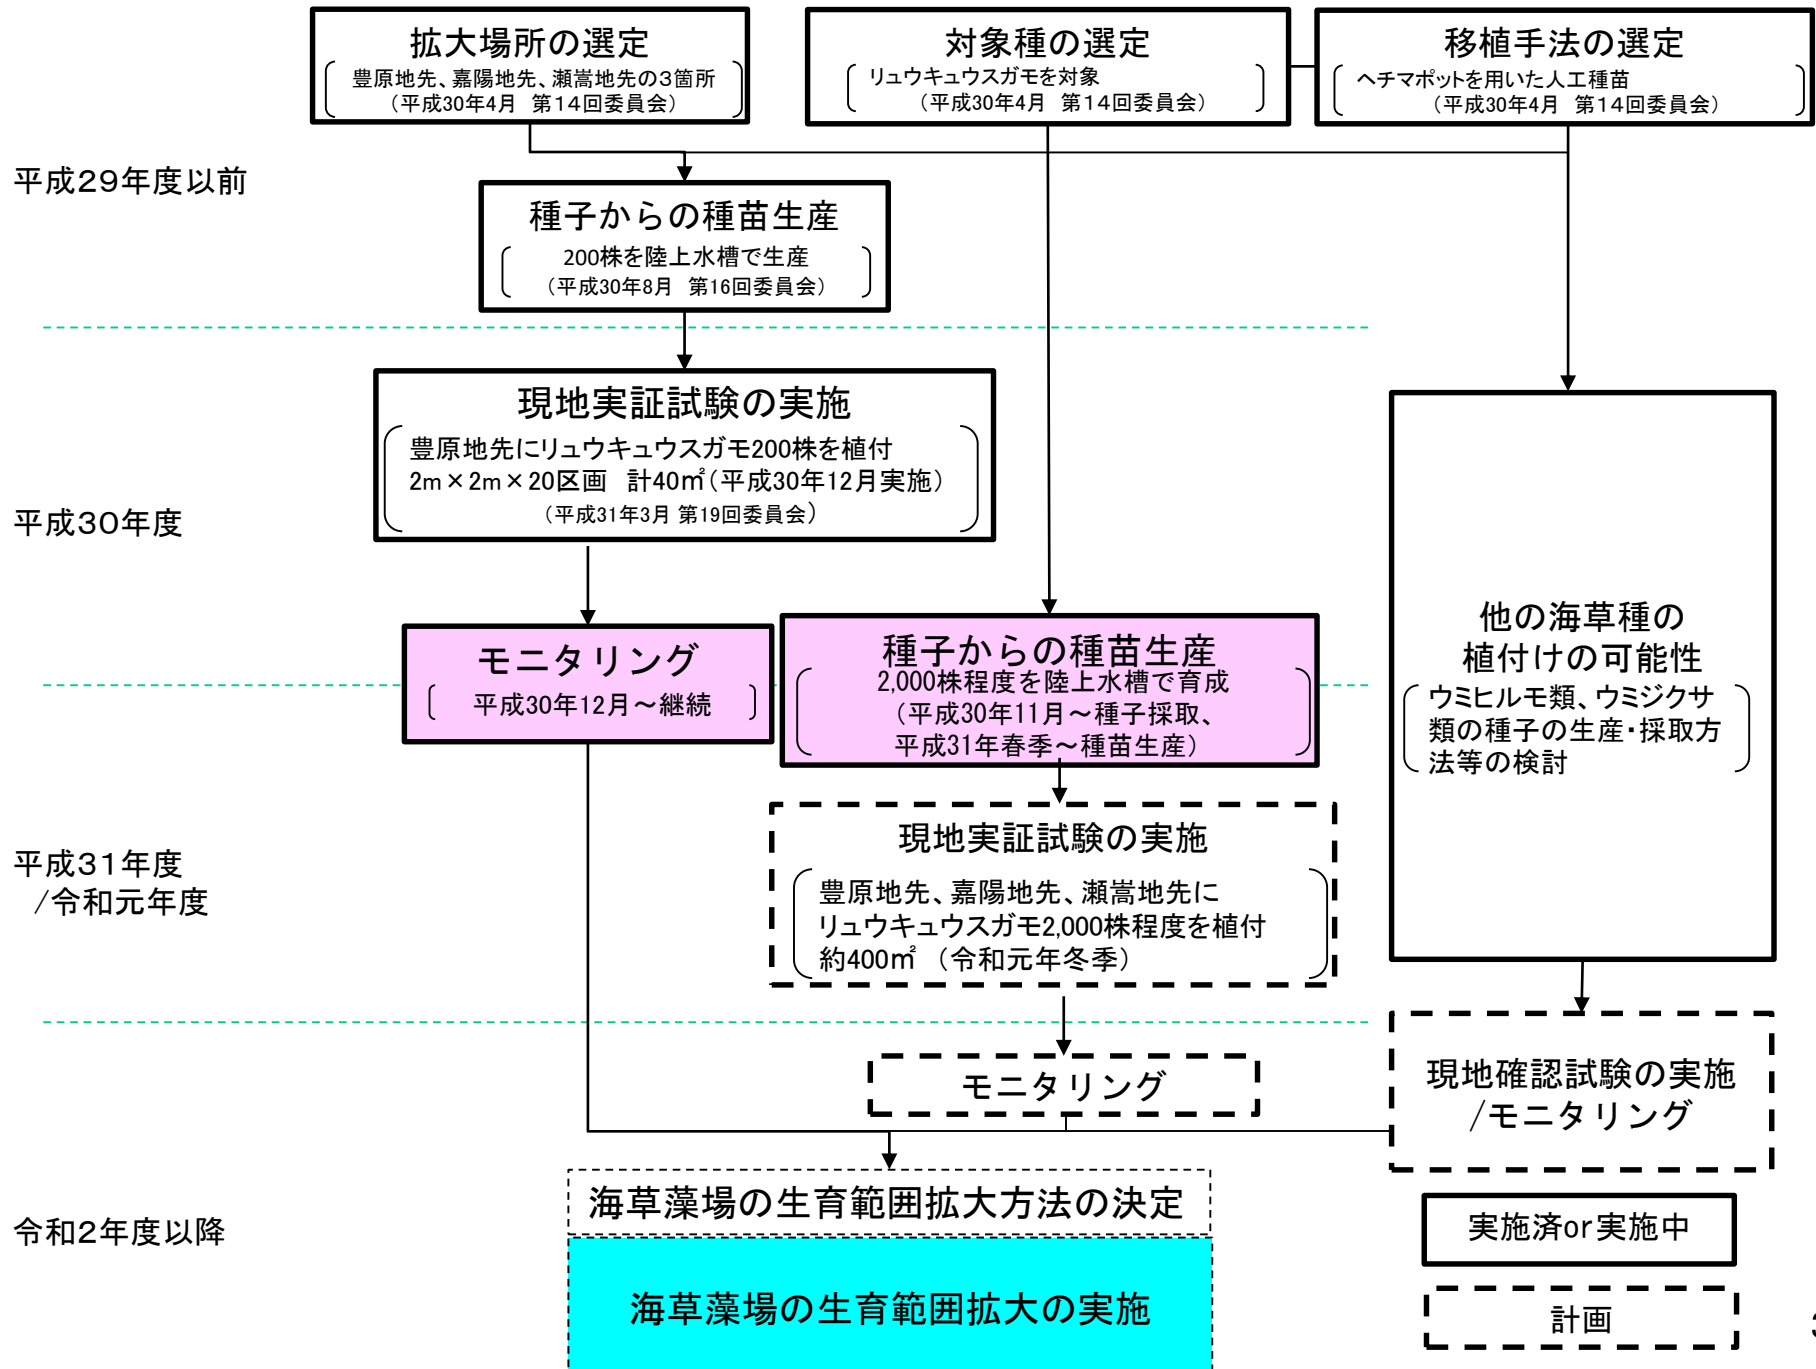 拡大場所の選定
豊原地先、嘉陽地先、瀬嵩地先の3箇所
（平成30年4月　第14回委員会）
対象種の選定
リュウキュウスガモを対象
（平成30年4月　第14回委員会）
移植手法の選定
ヘチマポットを用いた人工種苗
（平成30年4月　第14回委員会）
平成29年度以前
種子からの種苗生産
200株を陸上水槽で生産
（平成30年8月　第16回委員会）
現地実証試験の実施
豊原地先にリュウキュウスガモ200株を植付
2m×2m×20区画　計40㎡（平成30年12月実施）
（平成31年3月 第19回委員会）
平成30年度
モニタリング
平成30年12月～継続
種子からの種苗生産
2,000株程度を陸上水槽で育成
（平成30年11月～種子採取、
平成31年春季～種苗生産）
他の海草種の
植付けの可能性
ウミヒルモ類、ウミジクサ
類の種子の生産・採取方
法等の検討
平成31年度
/令和元年度
現地実証試験の実施
豊原地先、嘉陽地先、瀬嵩地先に
リュウキュウスガモ2,000株程度を植付
約400㎡（令和元年冬季）
モニタリング
現地確認試験の実施
/モニタリング
令和2年度以降
海草藻場の生育範囲拡大方法の決定
海草藻場の生育範囲拡大の実施
実施済or実施中
計画